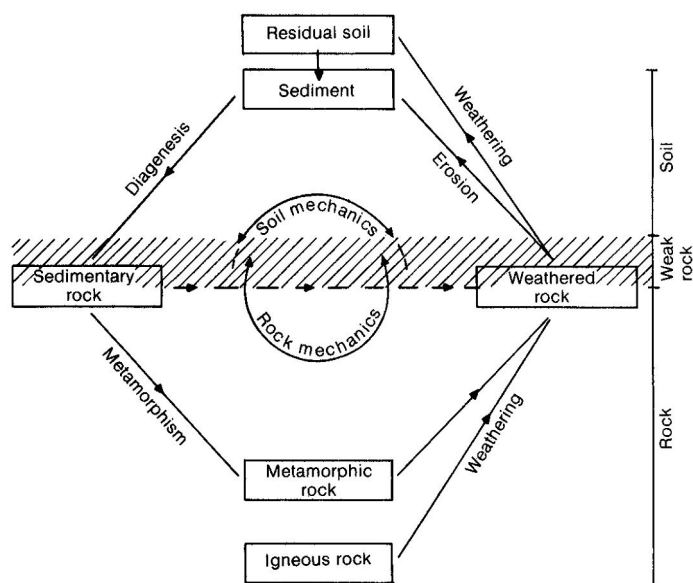 Residual soil
Sediment
Weathering
Erosion
Diagenesis
Soil
Soil mechanics
Weak
rock
Sedimentary
rock
Weathered
rock
Rock mechanics
Metamorphism
Weathering
Rock
Metamorphic
rock
Igneous rock